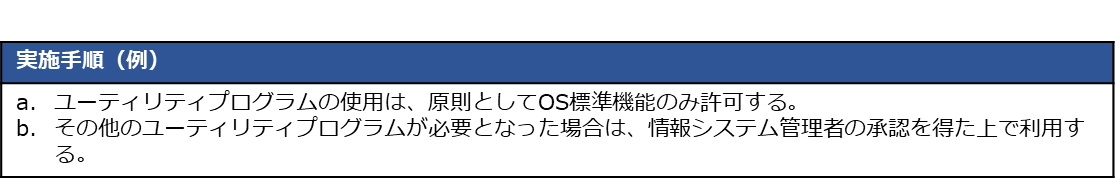 実施手順（例）
a. ユーティリティプログラムの使用は、原則としてOS標準機能のみ許可する。
b. その他のユーティリティプログラムが必要となった場合は、情報システム管理者の承認を得た上で利用す
る。